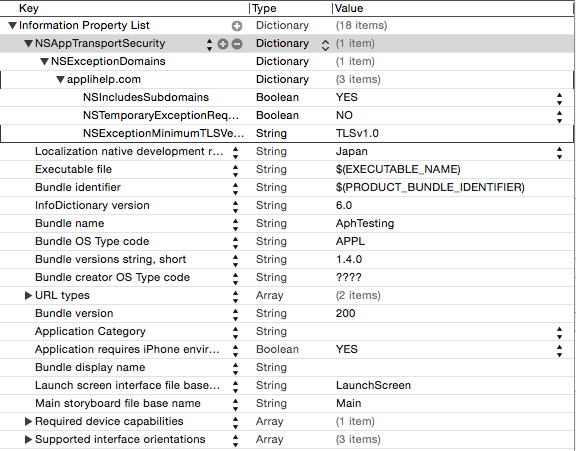 Key Type Value
Information Property List Dictionary (18 items)
NSAppTransportSecurity Dictionary (1 item)
NSExceptionDomains Dictionary (1 item)
applihelp.com Dictionary (3 items)
NSIncludesSubdomains Boolean YES
NSTemporaryExceptionReq... Boolean NO
NSExceptionMinimumTLSVe... String TLSv1.0
Localization native development r... String Japan
Executable file String $(EXECUTABLE_NAME)
Bundle identifier String $(PRODUCT_BUNDLE_IDENTIFIER)
InfoDictionary version String 6.0
Bundle name String AphTesting
Bundle OS Type code String APPL
Bundle versions string, short String 1.4.0
Bundle creator OS Type code String ????
URL types Array (2 items)
Bundle version String 200
Application Category String
Application requires iPhone envir... Boolean YES
Bundle display name String
Launch screen interface file base... String LaunchScreen
Main storyboard file base name String Main
Required device capabilities Array (1 item)
Supported interface orientations Array (3 items)